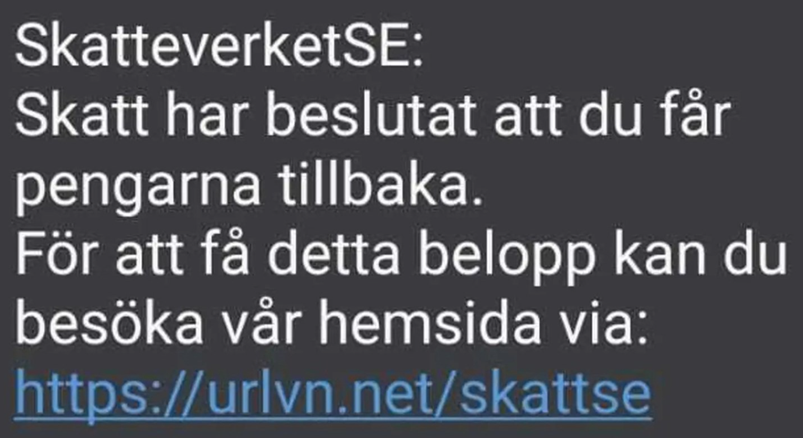 SkatteverketSE:
Skatt har beslutat att du får
pengarna tillbaka.
För att få detta belopp kan du
besöka vår hemsida via:
https://urlvn.net/skattse